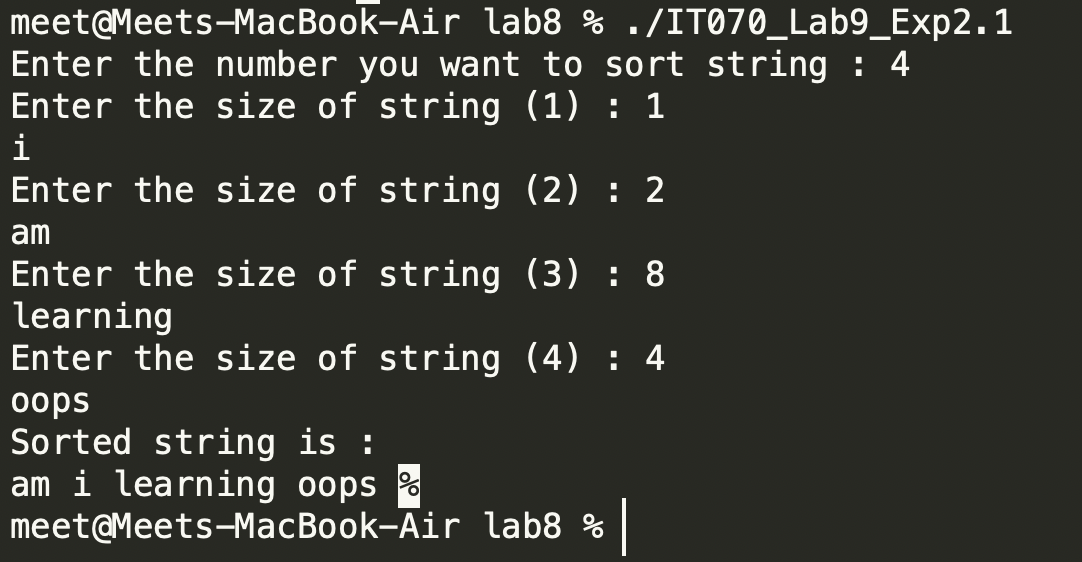 meet@Meets-MacBook-Air lab8 % ./IT070_Lab9_Exp2.1
Enter the number you want to sort string : 4
Enter the size of string (1) : 1
i
Enter the size of string (2) : 2
am
Enter the size of string (3) : 8
learning
Enter the size of string (4) : 4
oops
Sorted string is :
am i learning oops %
meet@Meets-MacBook-Air lab8 %